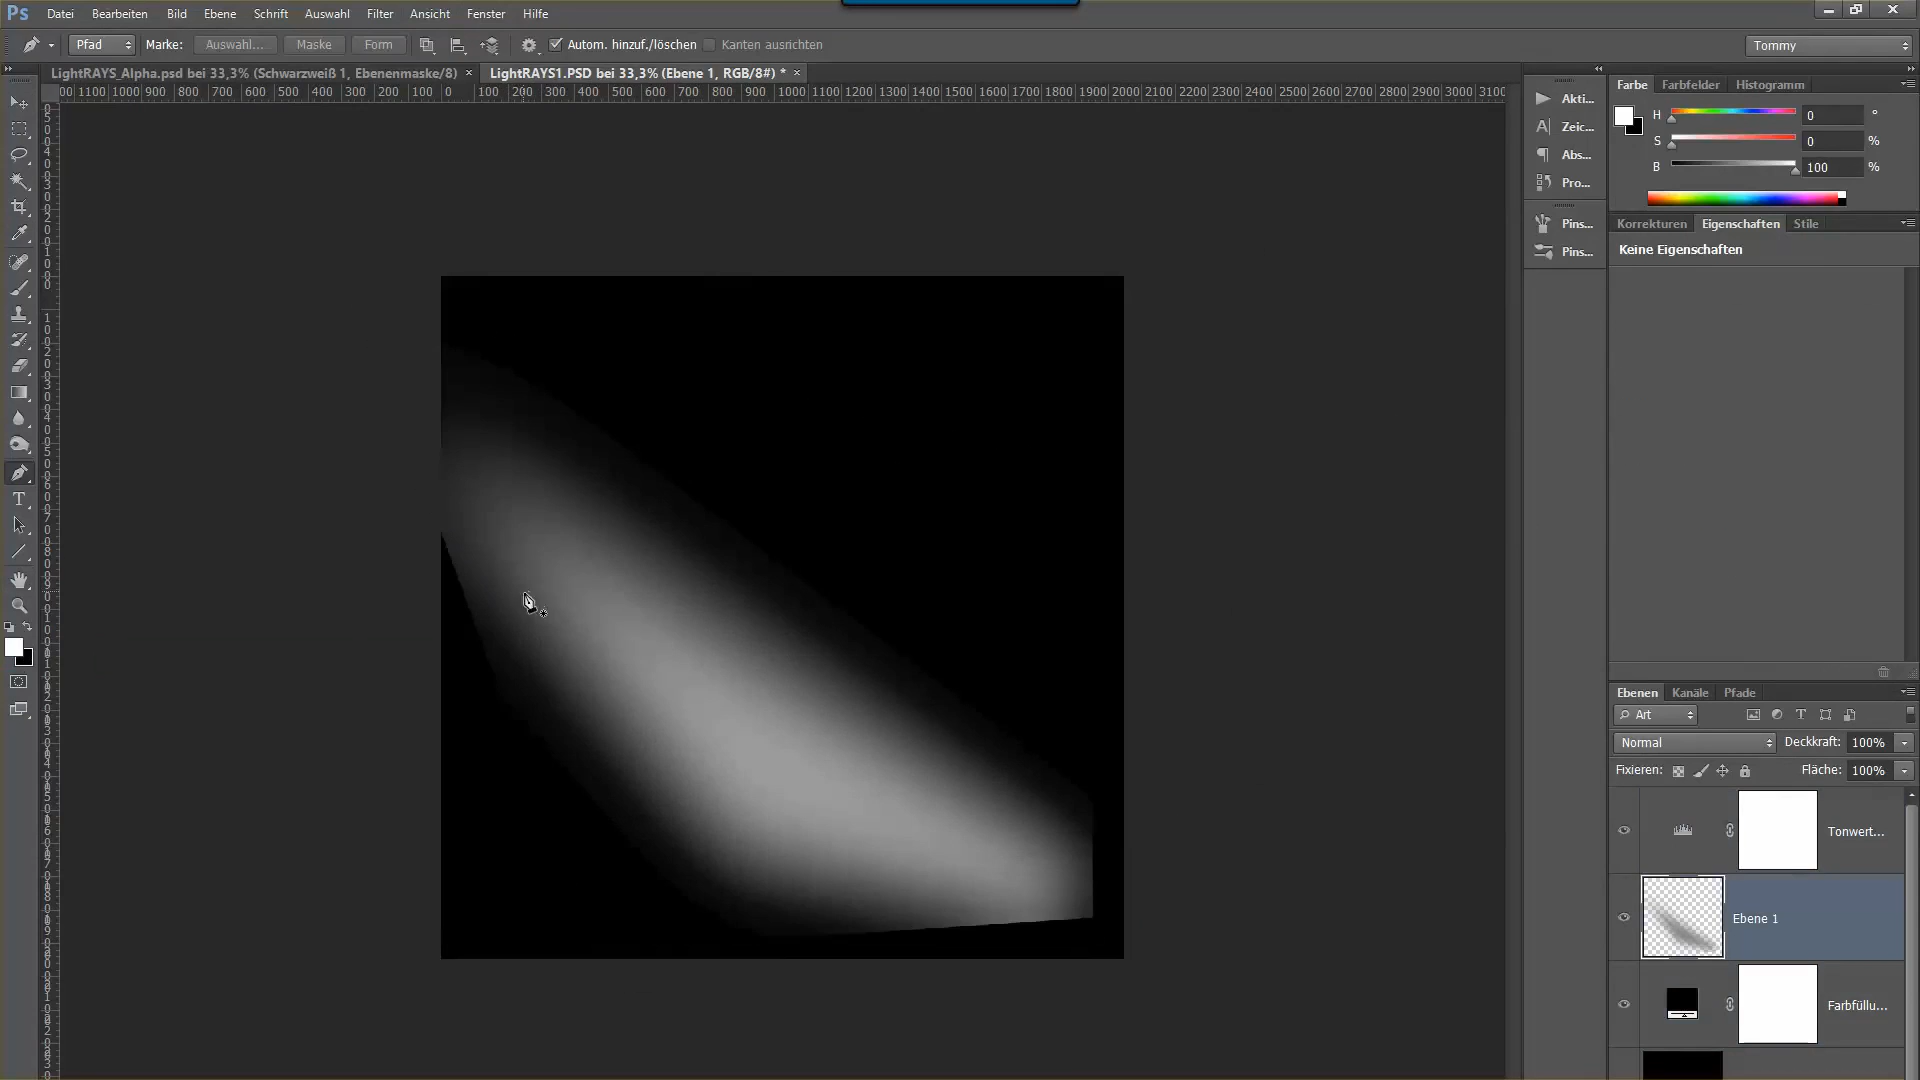 Ps Datei Bearbeiten Bild Ebene Schrift Auswahl Filter Ansicht Fenster Hilfe
Pfad Marke: Auswahl... Maske Form Autom. hinzuf./löschen Kanten ausrichten Tommy
LightRAYS_Alpha.psd bei 33,3% (Schwarzweiß 1, Ebenenmaske/8) × LightRAYS1.PSD bei 33,3% (Ebene 1, RGB/8#) * ×
00 1100 1000 900 800 700 600 500 400 300 200 100 0 100 200 300 400 500 600 700 800 900 1000 1100 1200 1300 1400 1500 1600 1700 1800 1900 2000 2100 2200 2300 2400 2500 2600 2700 2800 2900 3000 3100
Akti...
Zeic...
Abs...
Pro...
Pins...
Pins...
Farbe Farbfelder Histogramm
H 0 °
S 0 %
B 100 %
Korrekturen Eigenschaften Stile
Keine Eigenschaften
Ebenen Kanäle Pfade
Art
Normal Deckkraft: 100%
Fixieren: Fläche: 100%
Tonwert...
Ebene 1
Farbfüllu...